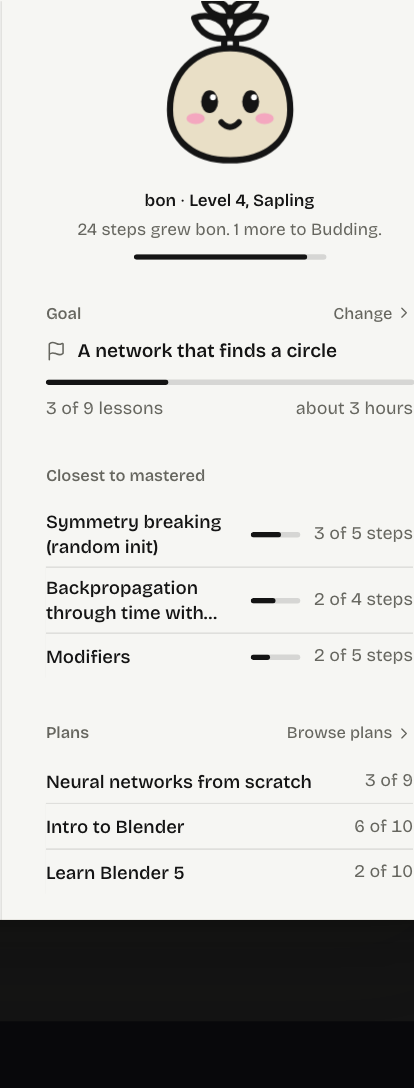 bon · Level 4, Sapling
24 steps grew bon. 1 more to Budding.
Goal
Change
A network that finds a circle
3 of 9 lessons
about 3 hours
Closest to mastered
Symmetry breaking
(random init)
3 of 5 steps
Backpropagation
through time with...
2 of 4 steps
Modifiers
2 of 5 steps
Plans
Browse plans
Neural networks from scratch
3 of 9
Intro to Blender
6 of 10
Learn Blender 5
2 of 10